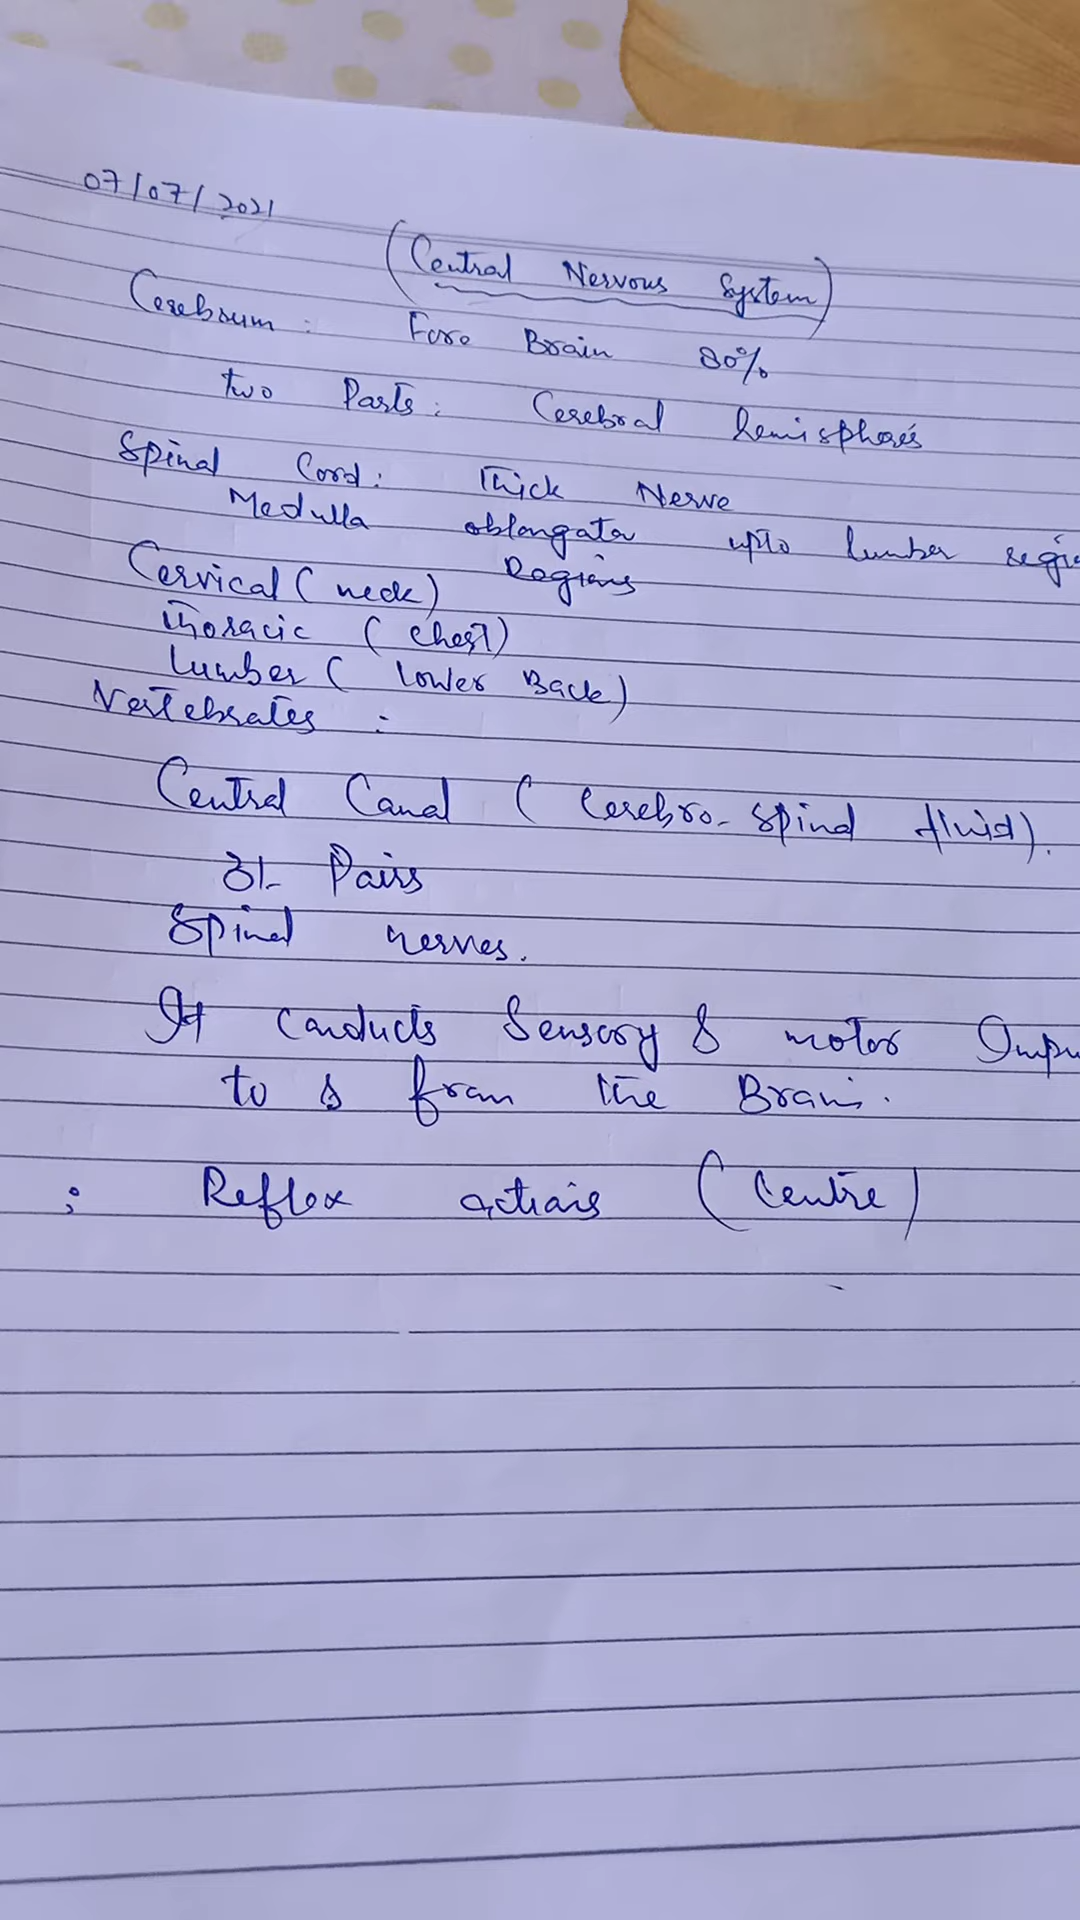 07/07/2021
(Central Nervous System)
Cerebrum : Fore Brain 80%
Two Parts : Cerebral hemispheres
Spinal Cord : Thick Nerve
Medulla oblongata upto lumber regi
Regions
Cervical (neck)
Thoracic (chest)
Lumber (Lower Back)
Vertebrates :
Central Canal (Cerebro-spinal fluid).
31 Pairs
Spinal nerves.
It conducts Sensory & motor Impu
to & from the Brain.
: Reflex actions (Centre)